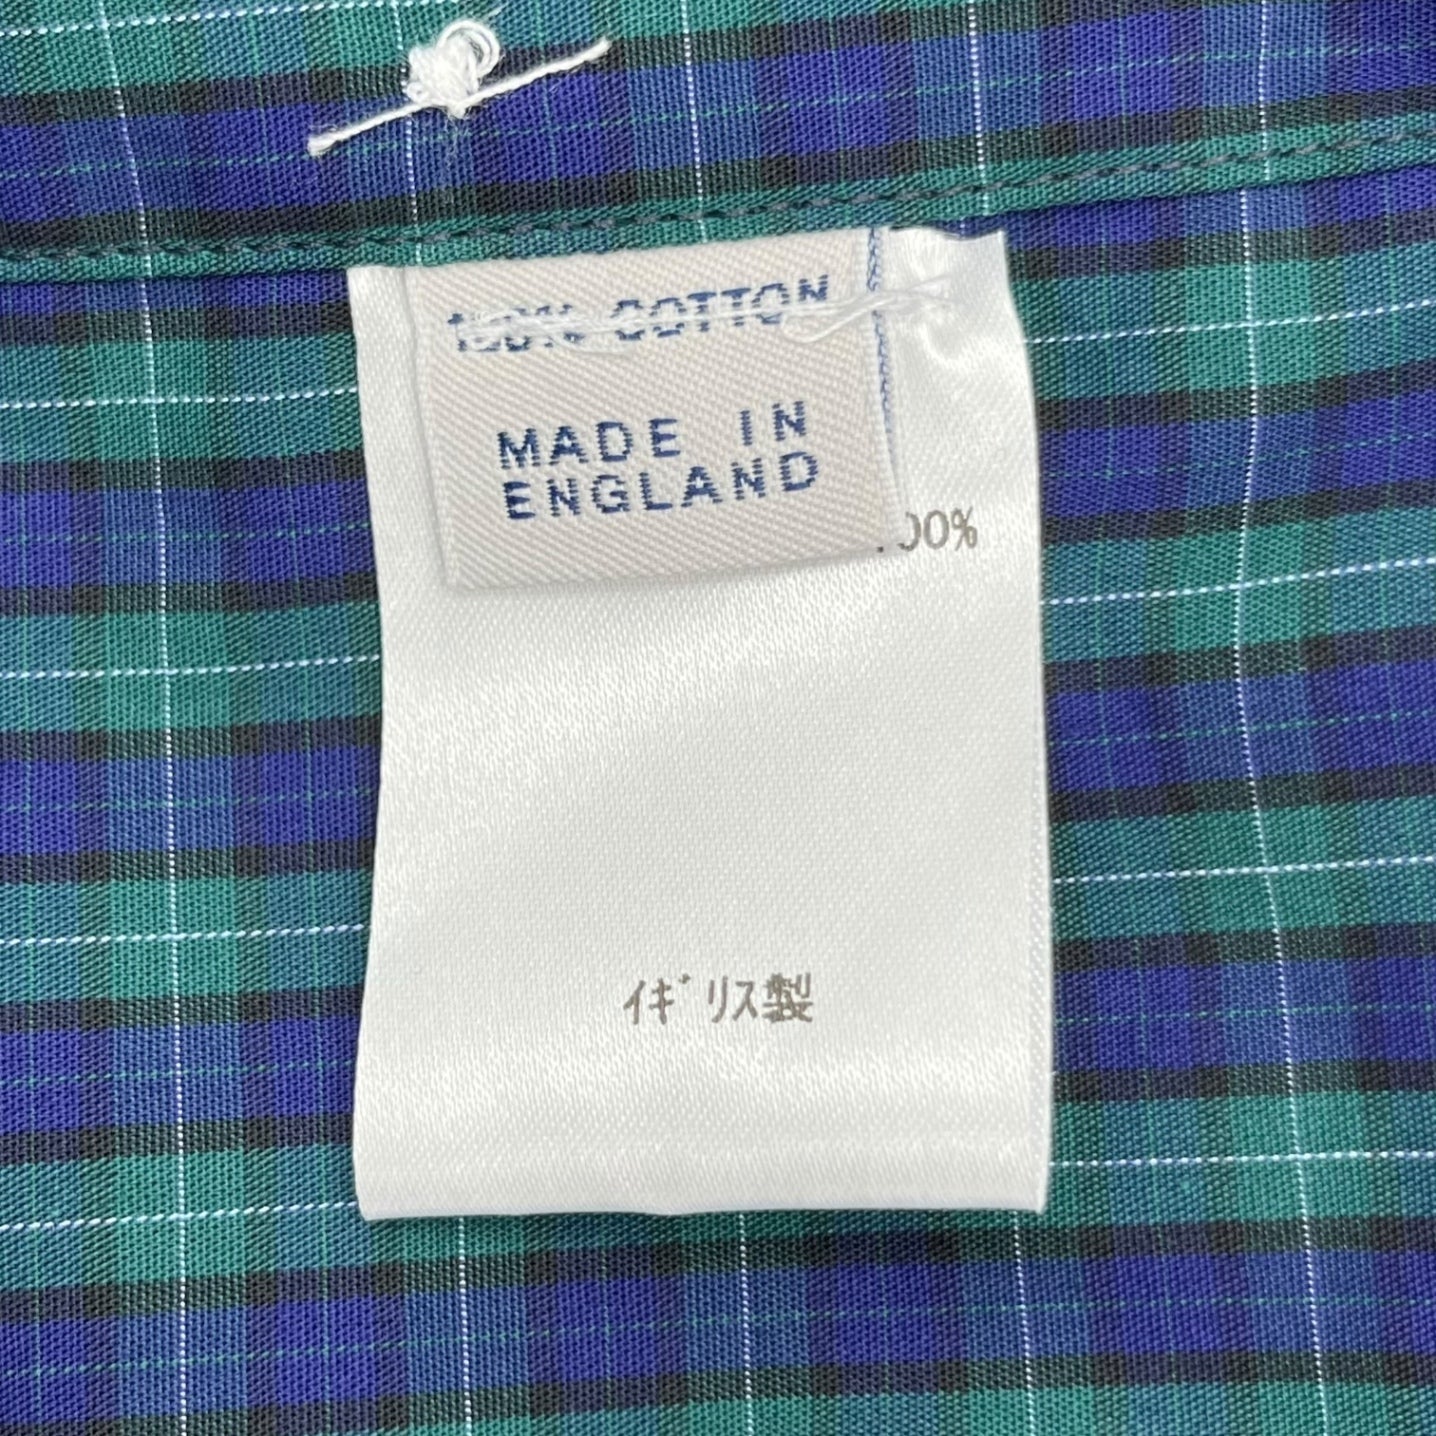 100% COTTON
MADE IN
ENGLAND
100%
ｲｷﾞﾘｽ製